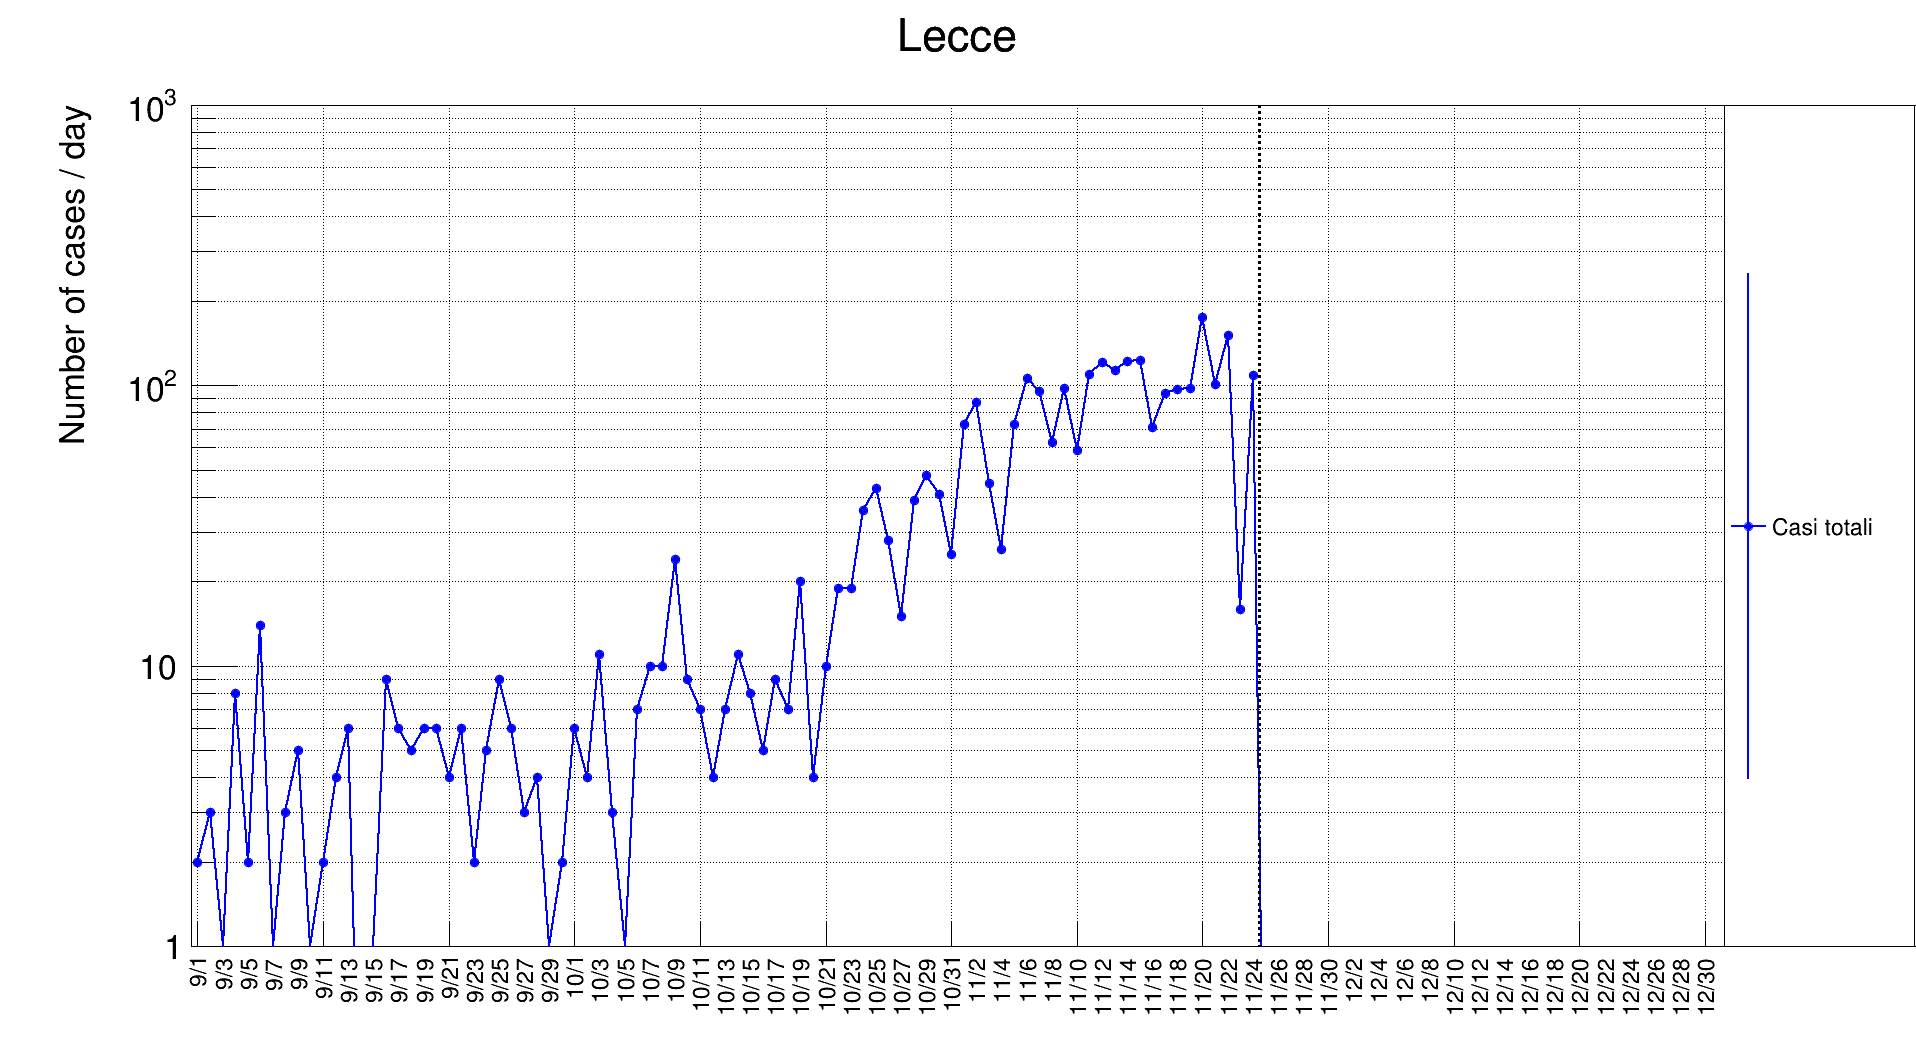 Lecce
Number of cases / day
10³
10²
10
1
9/1 9/3 9/5 9/7 9/9 9/11 9/13 9/15 9/17 9/19 9/21 9/23 9/25 9/27 9/29 10/1 10/3 10/5 10/7 10/9 10/11 10/13 10/15 10/17 10/19 10/21 10/23 10/25 10/27 10/29 10/31 11/2 11/4 11/6 11/8 11/10 11/12 11/14 11/16 11/18 11/20 11/22 11/24 11/26 11/28 11/30 12/2 12/4 12/6 12/8 12/10 12/12 12/14 12/16 12/18 12/20 12/22 12/24 12/26 12/28 12/30
Casi totali